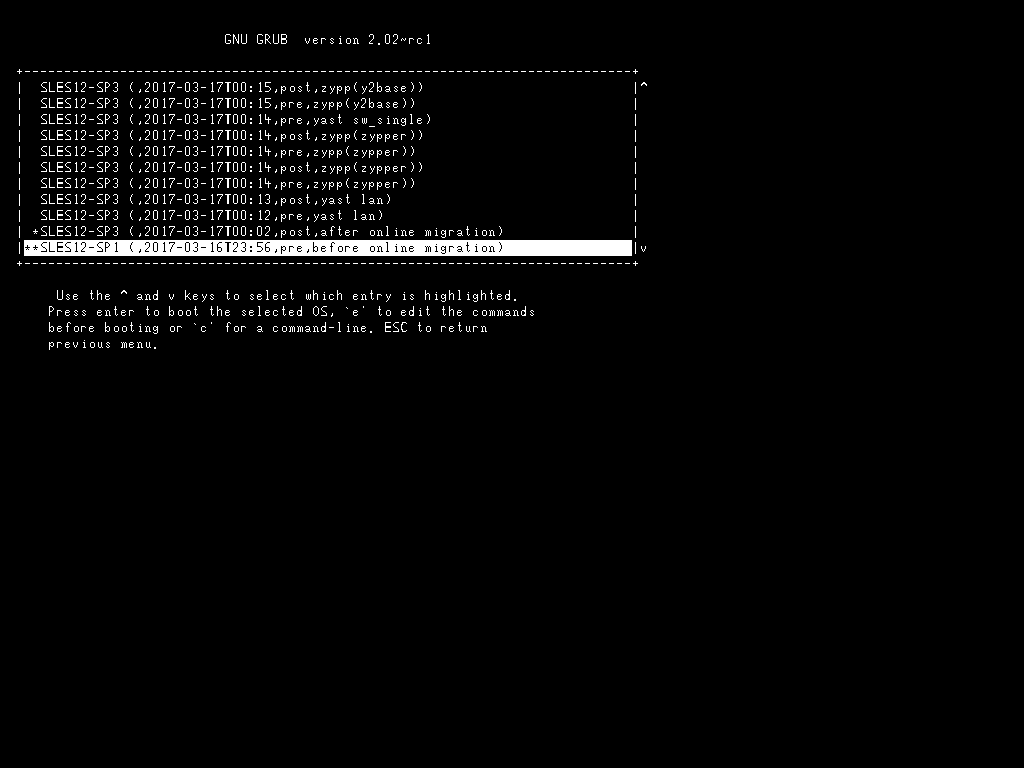 GNU GRUB  version 2.02~rc1
+----------------------------------------------------------------------------+
|  SLES12-SP3 (,2017-03-17T00:15,post,zypp(y2base)) |^
|  SLES12-SP3 (,2017-03-17T00:15,pre,zypp(y2base)) |
|  SLES12-SP3 (,2017-03-17T00:14,pre,yast sw_single) |
|  SLES12-SP3 (,2017-03-17T00:14,post,zypp(zypper)) |
|  SLES12-SP3 (,2017-03-17T00:14,pre,zypp(zypper)) |
|  SLES12-SP3 (,2017-03-17T00:14,post,zypp(zypper)) |
|  SLES12-SP3 (,2017-03-17T00:14,pre,zypp(zypper)) |
|  SLES12-SP3 (,2017-03-17T00:13,post,yast lan) |
|  SLES12-SP3 (,2017-03-17T00:12,pre,yast lan) |
| *SLES12-SP3 (,2017-03-17T00:02,post,after online migration) |
|**SLES12-SP1 (,2017-03-16T23:56,pre,before online migration) |v
+----------------------------------------------------------------------------+
Use the ^ and v keys to select which entry is highlighted.
Press enter to boot the selected OS, `e' to edit the commands
before booting or `c' for a command-line. ESC to return
previous menu.